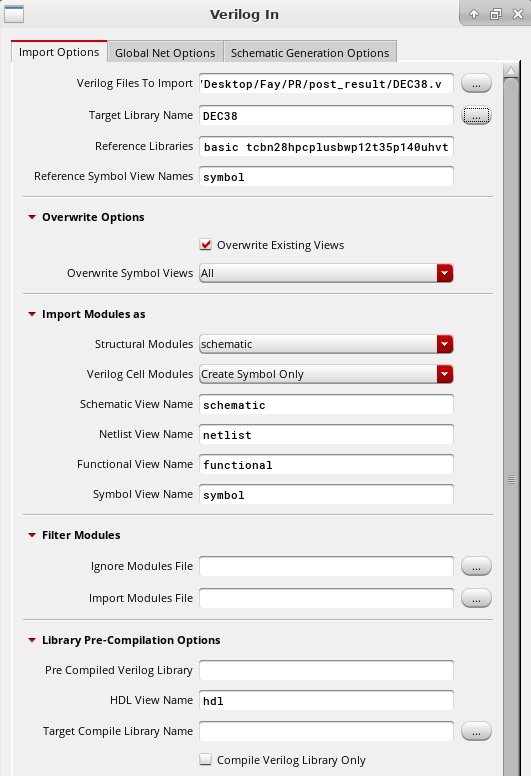 Verilog In
Import Options Global Net Options Schematic Generation Options
Verilog Files To Import 'Desktop/Fay/PR/post_result/DEC38.v ...
Target Library Name DEC38 ...
Reference Libraries basic tcbn28hpcplusbwp12t35p140uhvt
Reference Symbol View Names symbol
Overwrite Options
Overwrite Existing Views
Overwrite Symbol Views All
Import Modules as
Structural Modules schematic
Verilog Cell Modules Create Symbol Only
Schematic View Name schematic
Netlist View Name netlist
Functional View Name functional
Symbol View Name symbol
Filter Modules
Ignore Modules File ...
Import Modules File ...
Library Pre-Compilation Options
Pre Compiled Verilog Library
HDL View Name hdl
Target Compile Library Name ...
Compile Verilog Library Only